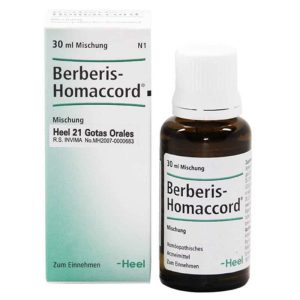 30 ml Mischung N1
Berberis-
Homaccord®
Mischung
Heel 21 Gotas Orales
R.S. INVIMA No.MH2007-0000683
Zum Einnehmen -Heel
30 ml Mischung
Berberis-
Homaccord®
Mischung
Homöopathisches
Arzneimittel
Zum Einnehmen
-Heel